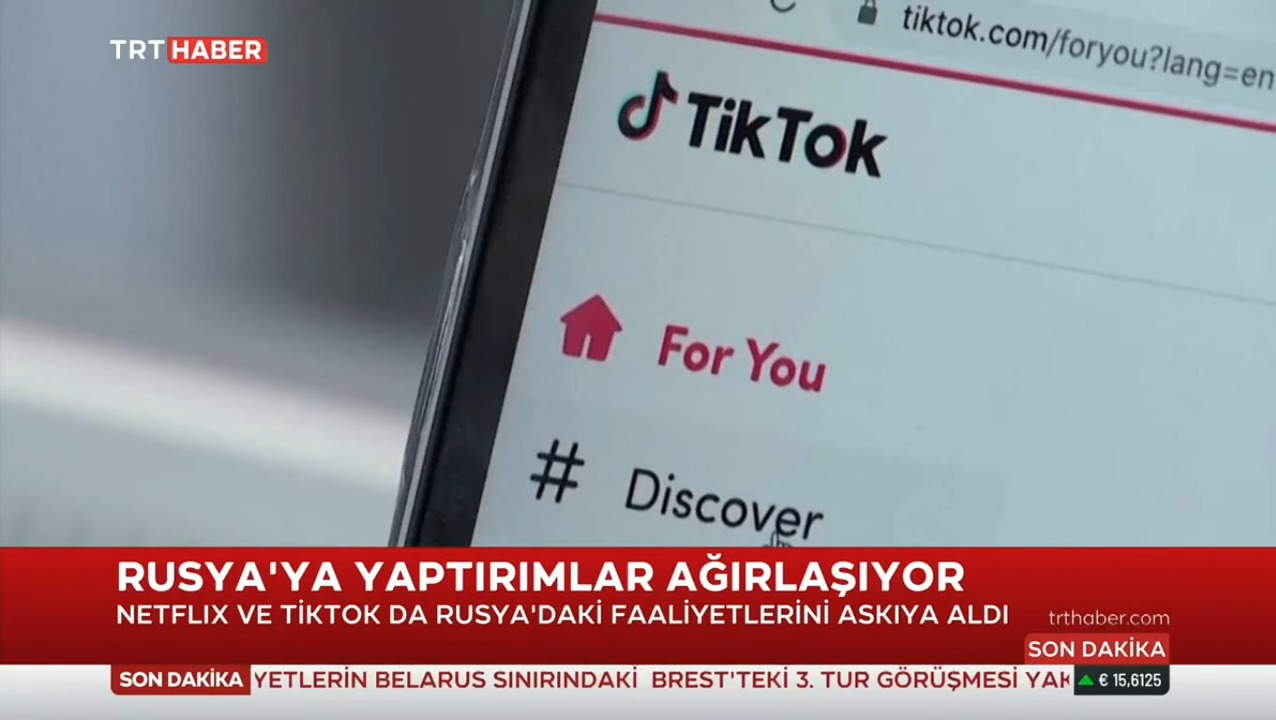 TRT HABER
tiktok.com/foryou?lang=en
TikTok
For You
# Discover
RUSYA'YA YAPTIRIMLAR AĞIRLAŞIYOR
NETFLIX VE TİKTOK DA RUSYA'DAKİ FAALİYETLERİNİ ASKIYA ALDI
trthaber.com
SON DAKİKA
SON DAKİKA YETLERİN BELARUS SINIRINDAKİ BREST'TEKİ 3. TUR GÖRÜŞMESİ YAK
€ 15,6125